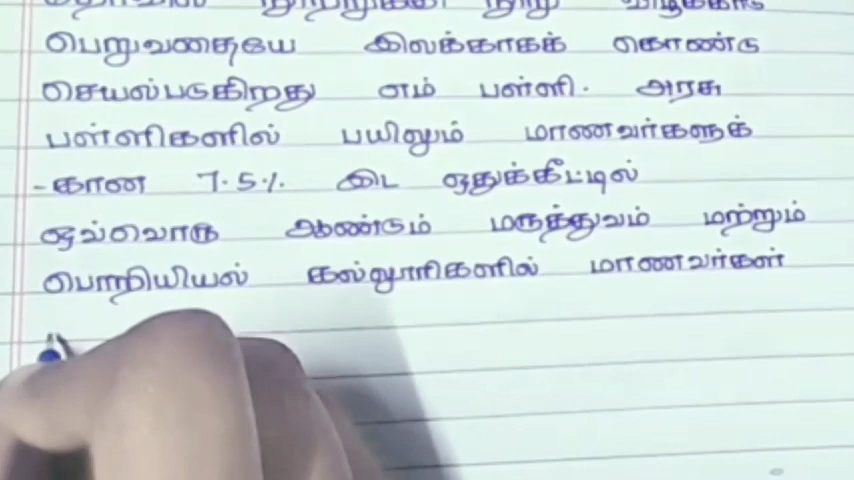 நூற்றுக்கு நூறு
பெறுவதையே இலக்காகக் கொண்டு
செயல்படுகிறது எம் பள்ளி. அரசு
பள்ளிகளில் பயிலும் மாணவர்களுக்
-கான 7.5% இட ஒதுக்கீட்டில்
ஒவ்வொரு ஆண்டும் மருத்துவம் மற்றும்
பொறியியல் கல்லூரிகளில் மாணவர்கள்